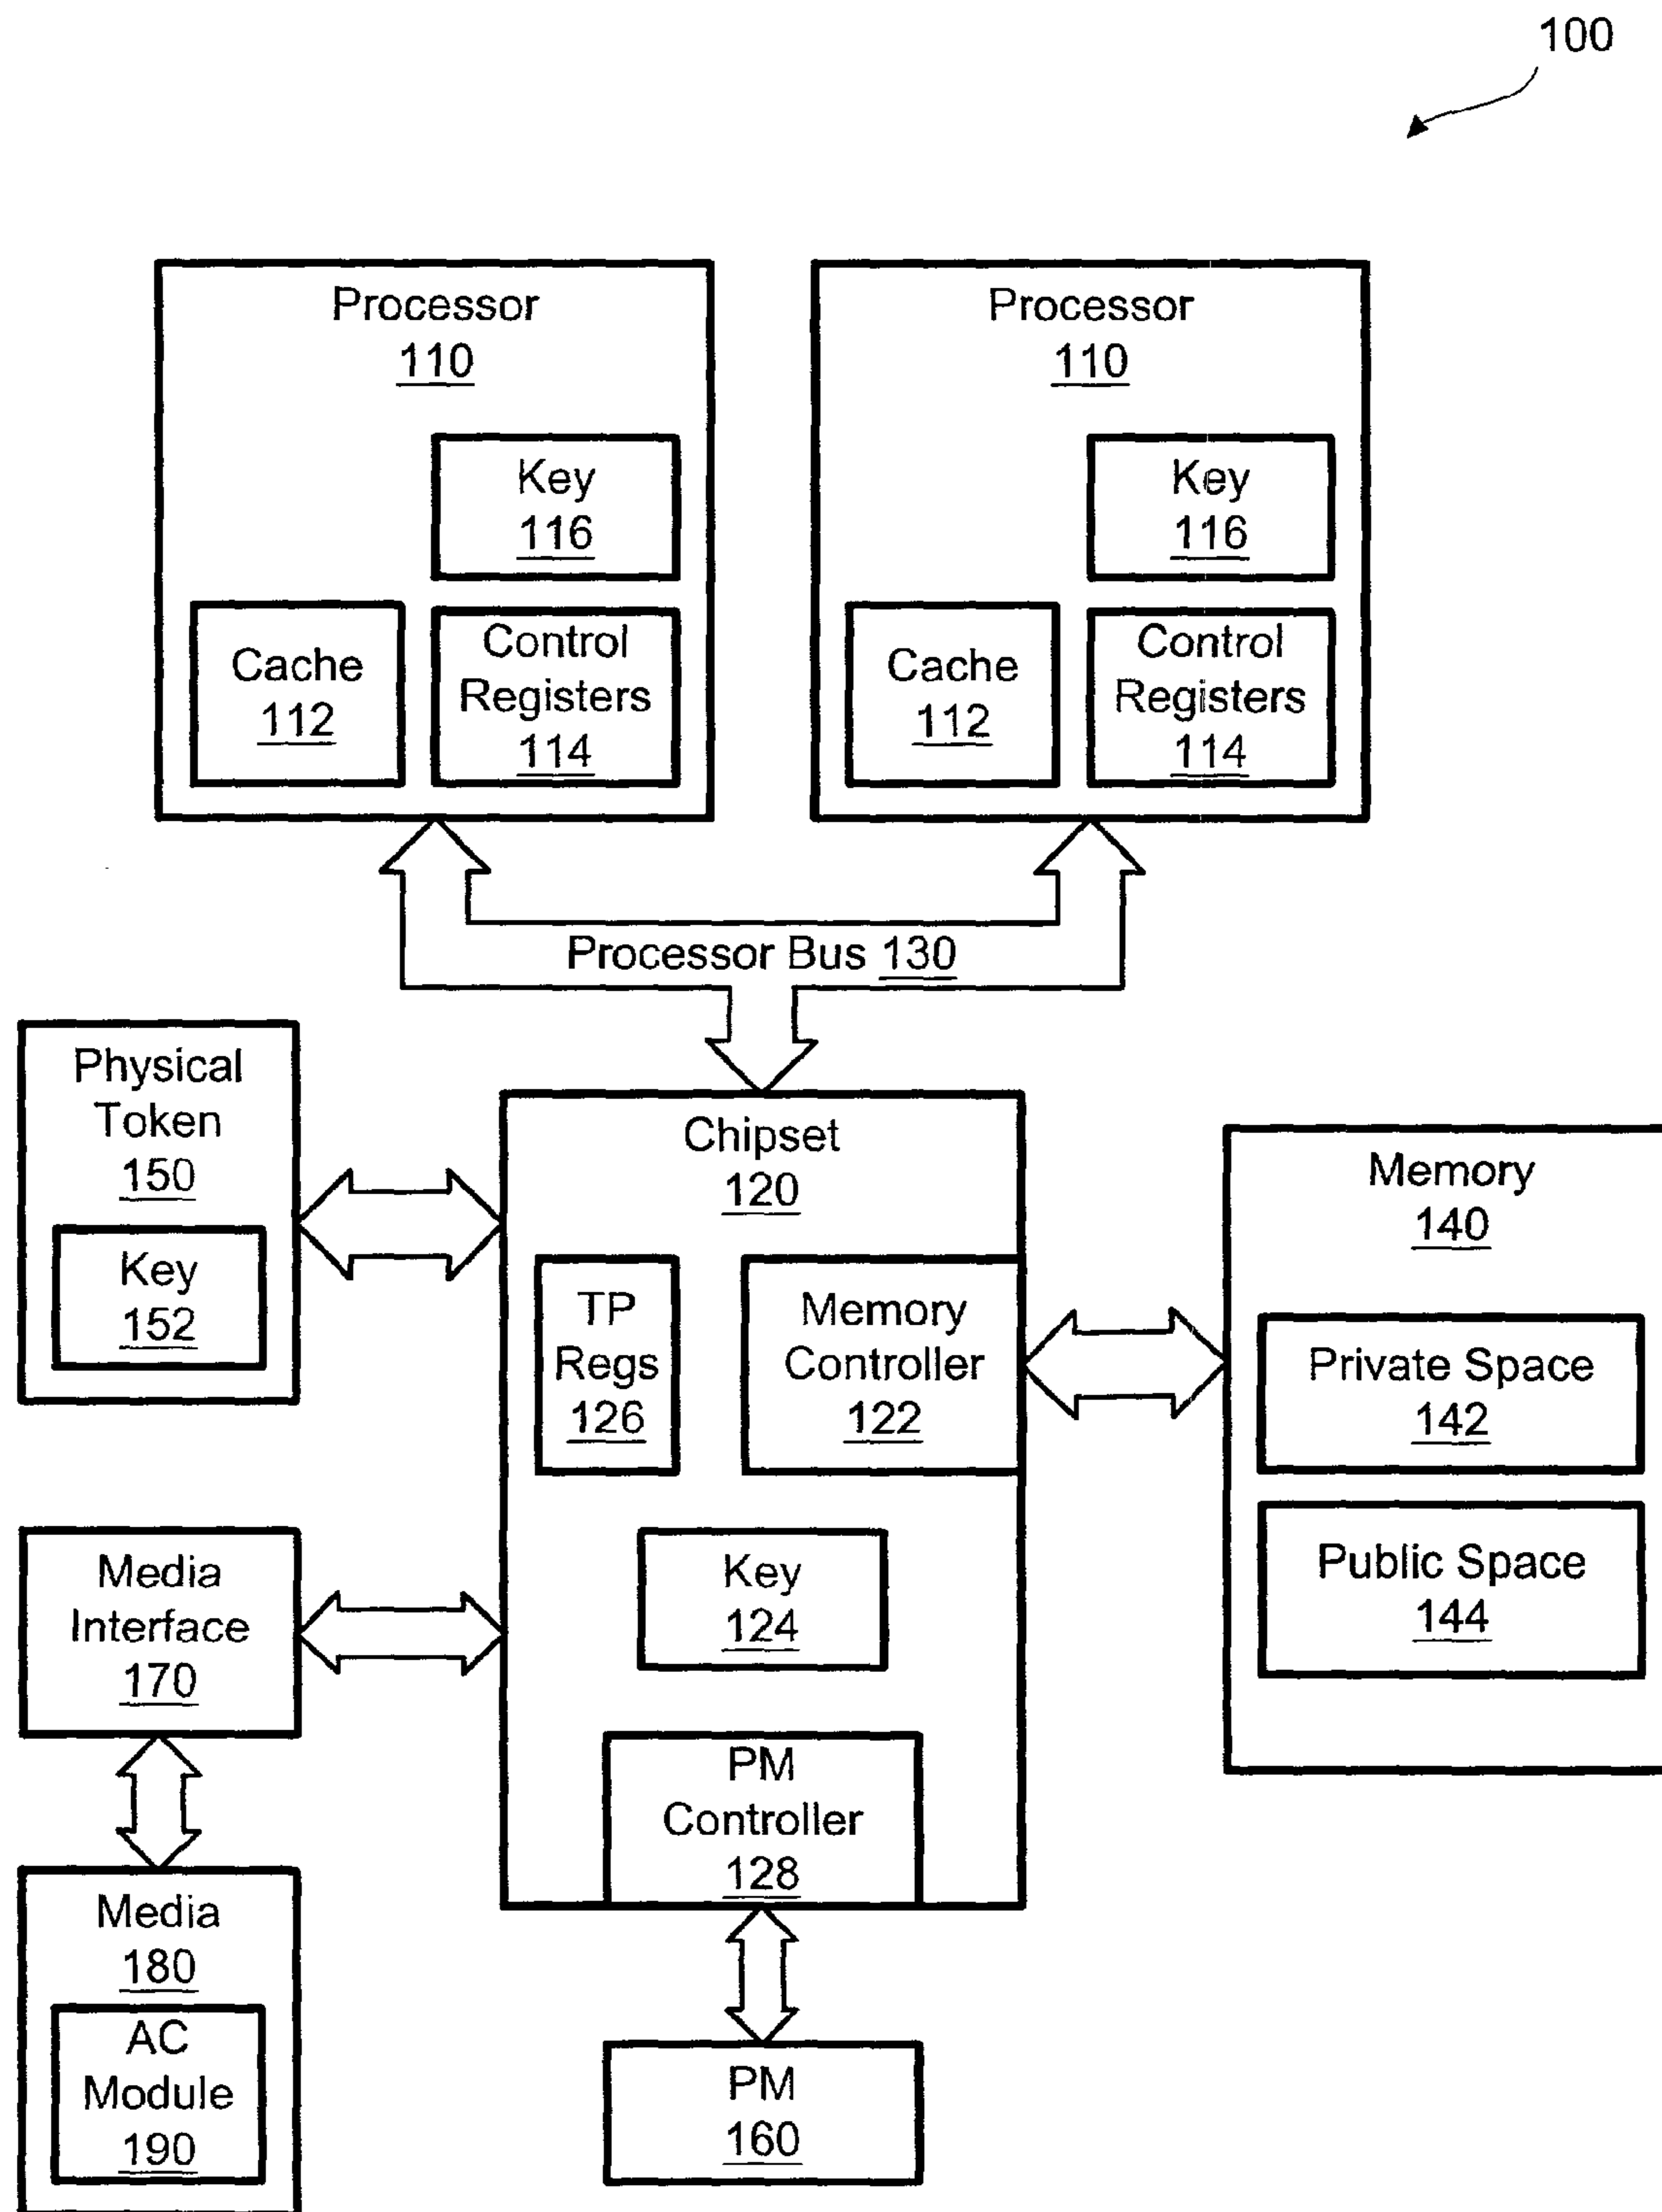 100
Processor
110
Key
116
Cache
112
Control
Registers
114
Processor
110
Key
116
Cache
112
Control
Registers
114
Processor Bus 130
Physical
Token
150
Key
152
Chipset
120
TP
Regs
126
Memory
Controller
122
Key
124
PM
Controller
128
Memory
140
Private Space
142
Public Space
144
Media
Interface
170
Media
180
AC
Module
190
PM
160